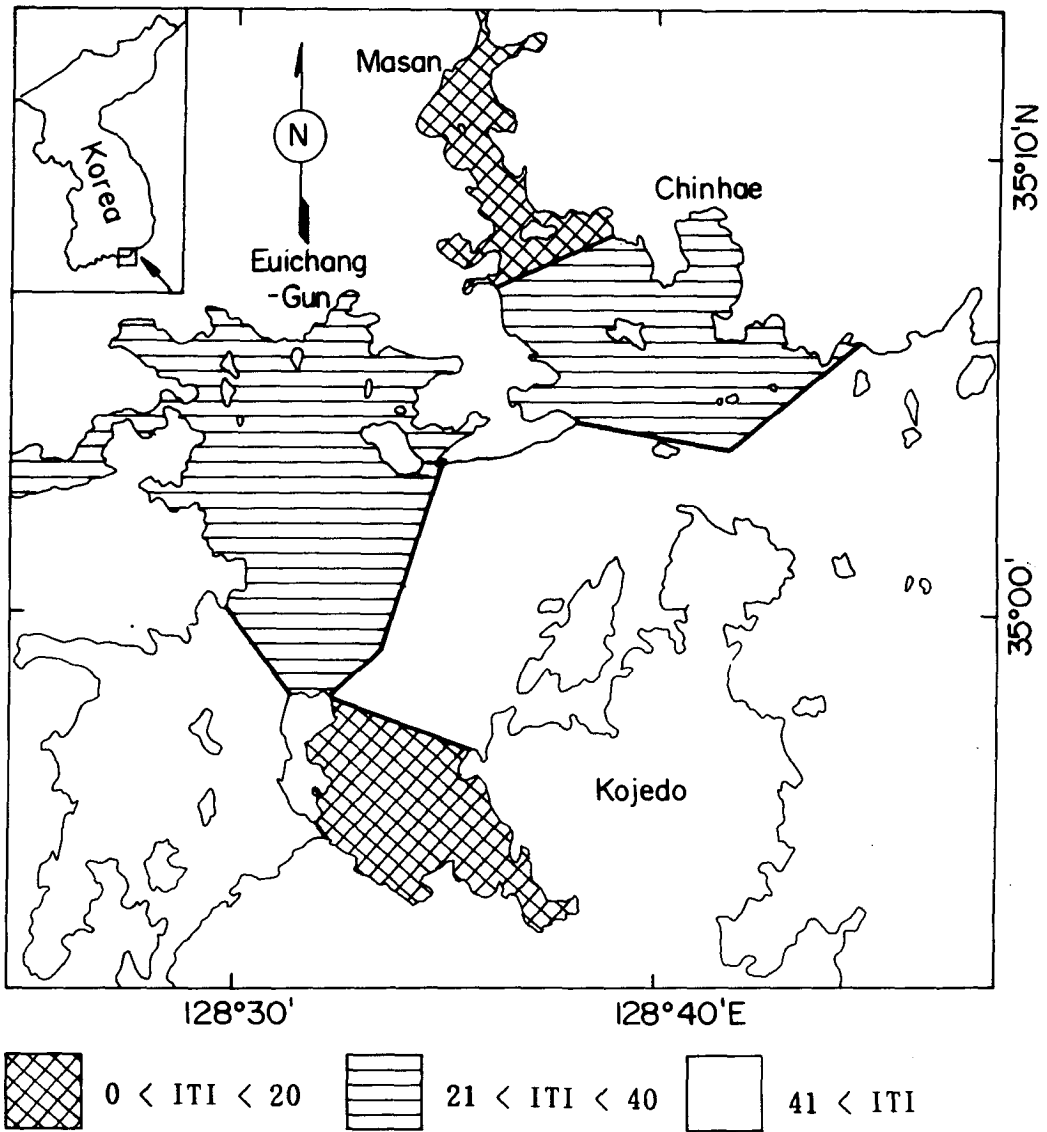 Masan
N
Korea
Chinhae
35°10'N
Euichang
-Gun
35°00'
Kojedo
128°30'
128°40'E
0 < ITI < 20
21 < ITI < 40
41 < ITI